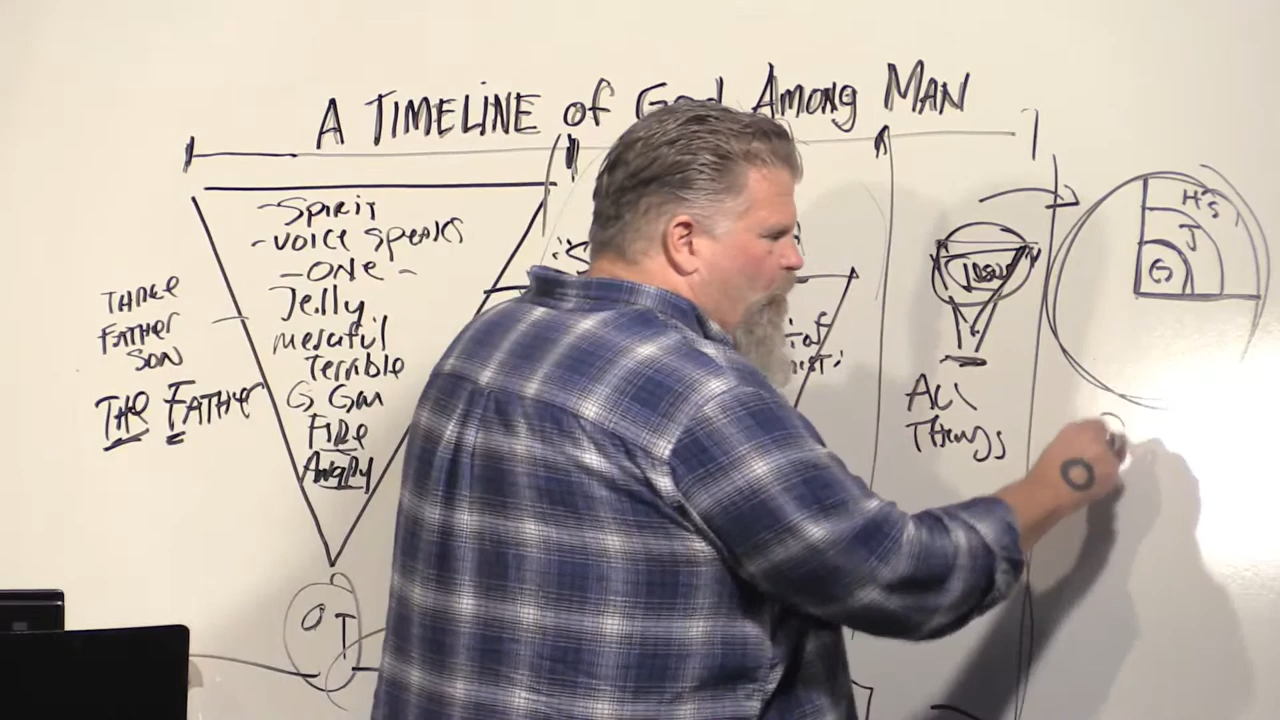 A TIMELINE of God Among MAN
-Spirit
-voice speaks
-ONE-
Jelly
merciful
Terrible
Fire
Angry
Three
Father
Son
THE FATHER
O T
Jesus
All
Things
H's
J
G